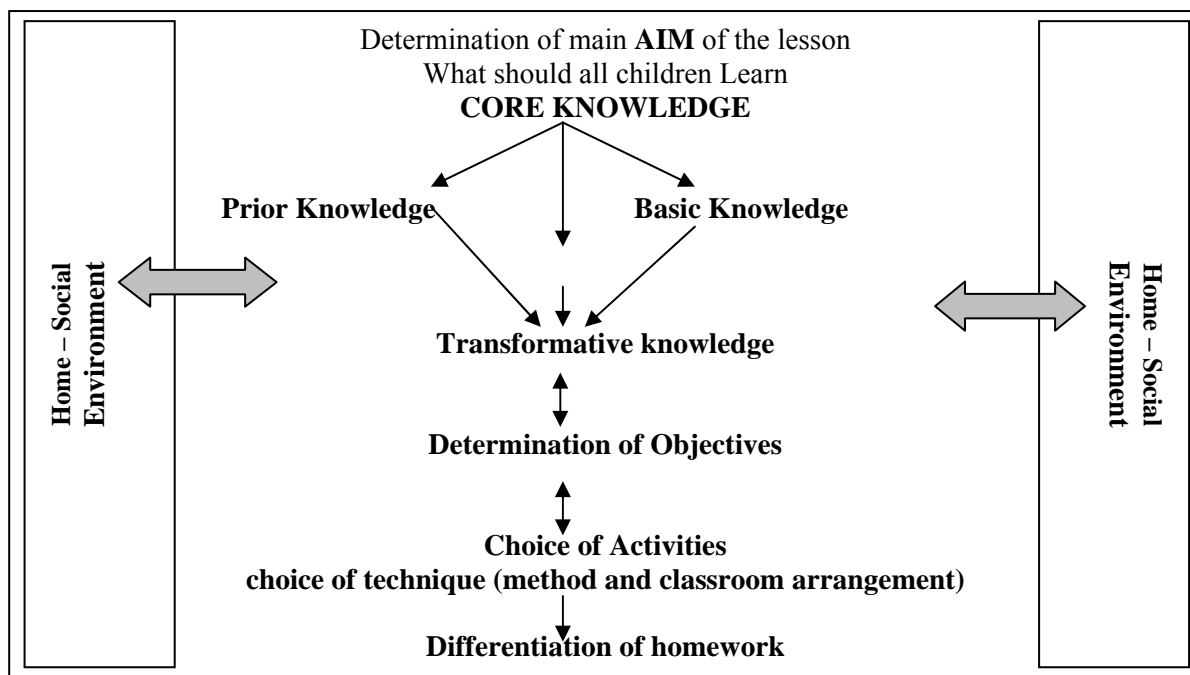 Determination of main AIM of the lesson
What should all children Learn
CORE KNOWLEDGE
Prior Knowledge
Basic Knowledge
Home – Social
Environment
Home – Social
Environment
Transformative knowledge
Determination of Objectives
Choice of Activities
choice of technique (method and classroom arrangement)
Differentiation of homework